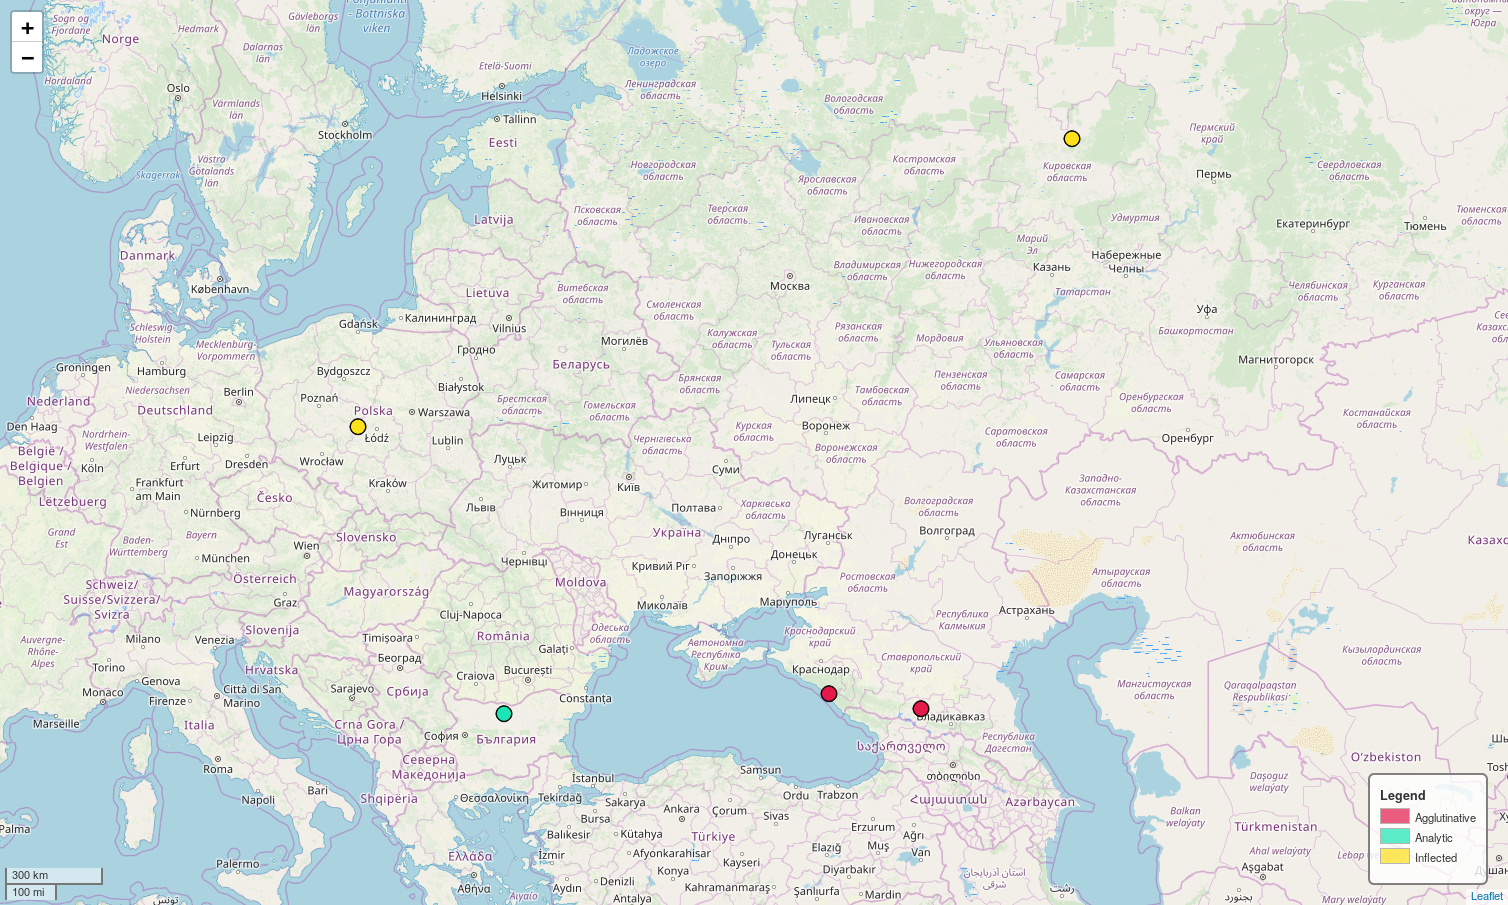 +
−
Sogn og
Fjordane
Norge
Hedmark
Gävleborgs
län
- Bottniska
viken
Dalarnas
län
Hordaland
Oslo
Värmlands
län
Stockholm
Västra
Götalands
län
Skagerrak
Etelä-Suomi
Helsinki
Tallinn
Eesti
Ладожское
озеро
Ленинградская
область
Вологодская
область
округ —
Югра
Новгородская
область
Костромская
область
Кировская
область
Пермский
край
Пермь
Свердловская
область
Ярославская
область
Псковская
область
Тверская
область
Ивановская
область
Удмуртия
Екатеринбург
Тюмень
Тюменская
область
Latvija
Danmark
København
Марий
Эл
Казань
Набережные
Челны
Владимирская
область
Нижегородская
область
Москва
Татарстан
Челябинская
область
Курганская
область
Lietuva
Витебская
область
Смоленская
область
Уфа
Башкортостан
Калининград
Gdańsk
Vilnius
Schleswig-
Holstein
Mecklenburg-
Vorpommern
Могилёв
Калужская
область
Тульская
область
Рязанская
область
Мордовия
Ульяновская
область
Магнитогорск
Гродно
Беларусь
Groningen
Hamburg
Bydgoszcz
Białystok
Брянская
область
Пензенская
область
Самарская
область
Niedersachsen
Berlin
Poznań
Тамбовская
область
Оренбургская
область
Nederland
Deutschland
Polska
Warszawa
Брестская
область
Гомельская
область
Липецк
Костанайская
область
Den Haag
Nordrhein-
Westfalen
Leipzig
Łódź
Lublin
Чернігівська
область
Курская
область
Воронеж
Воронежская
область
Саратовская
область
Оренбург
België /
Belgique /
Belgien
Köln
Erfurt
Dresden
Wrocław
Луцьк
Суми
Frankfurt
am Main
Kraków
Житомир
Київ
Западно-
Казахстанская
область
Lëtzebuerg
Česko
Nürnberg
Львів
Вінниця
Полтава
Харківська
область
Волгоградская
область
Волгоград
Grand
Est
Baden-
Württemberg
Bayern
Slovensko
Україна
Дніпро
Луганськ
Актюбинская
область
Wien
München
Чернівці
Кривий Ріг
Донецьк
Запоріжжя
Österreich
Schweiz/
Suisse/Svizzera/
Svizra
Magyarország
Moldova
Ростовская
область
Атырауская
область
Graz
Cluj-Napoca
Миколаїв
Маріуполь
Астрахань
Auvergne-
Rhône-
Alpes
Milano
Venezia
Slovenija
Timișoara
România
Одеська
область
Краснодарский
край
Республика
Калмыкия
Torino
Hrvatska
Београд
Galați
Автономна
Республіка
Крим
Ставропольский
край
Кызылординская
область
Genova
Monaco
Città di San
Marino
Firenze
Sarajevo
Србија
Craiova
București
Constanța
Краснодар
Мангистауская
область
Qaraqalpaqstan
Respublikasi
Marseille
Italia
Crna Gora /
Црна Гора
София
България
Владикавказ
Республика
Дагестан
საქართველო
Северна
Македонија
Roma
Bari
Napoli
Shqipëria
Θεσσαλονίκη
İstanbul
Tekirdağ
Samsun
თბილისი
O‘zbekiston
Daşoguz
welaýaty
Palma
Sakarya
Bursa
Ankara
Çorum
Ordu
Trabzon
Sivas
Հայաստան
Azərbaycan
Balkan
welaýaty
Türkmenistan
Balıkesir
Kütahya
Türkiye
Erzurum
Ağrı
Ελλάδα
İzmir
Afyonkarahisar
Kayseri
Elazığ
Muş
Van
Palermo
Konya
Diyarbakır
Ahal welaýaty
Aşgabat
Αθήνα
Aydın
Denizli
Kahramanmaraş
Şanlıurfa
Mardin
Antalya
Αιγαίο
استان آذربایجان
شرقی
رشت
بجنورد
Mary welaýaty
تونس
300 km
100 mi
Legend
Agglutinative
Analytic
Inflected
Leaflet